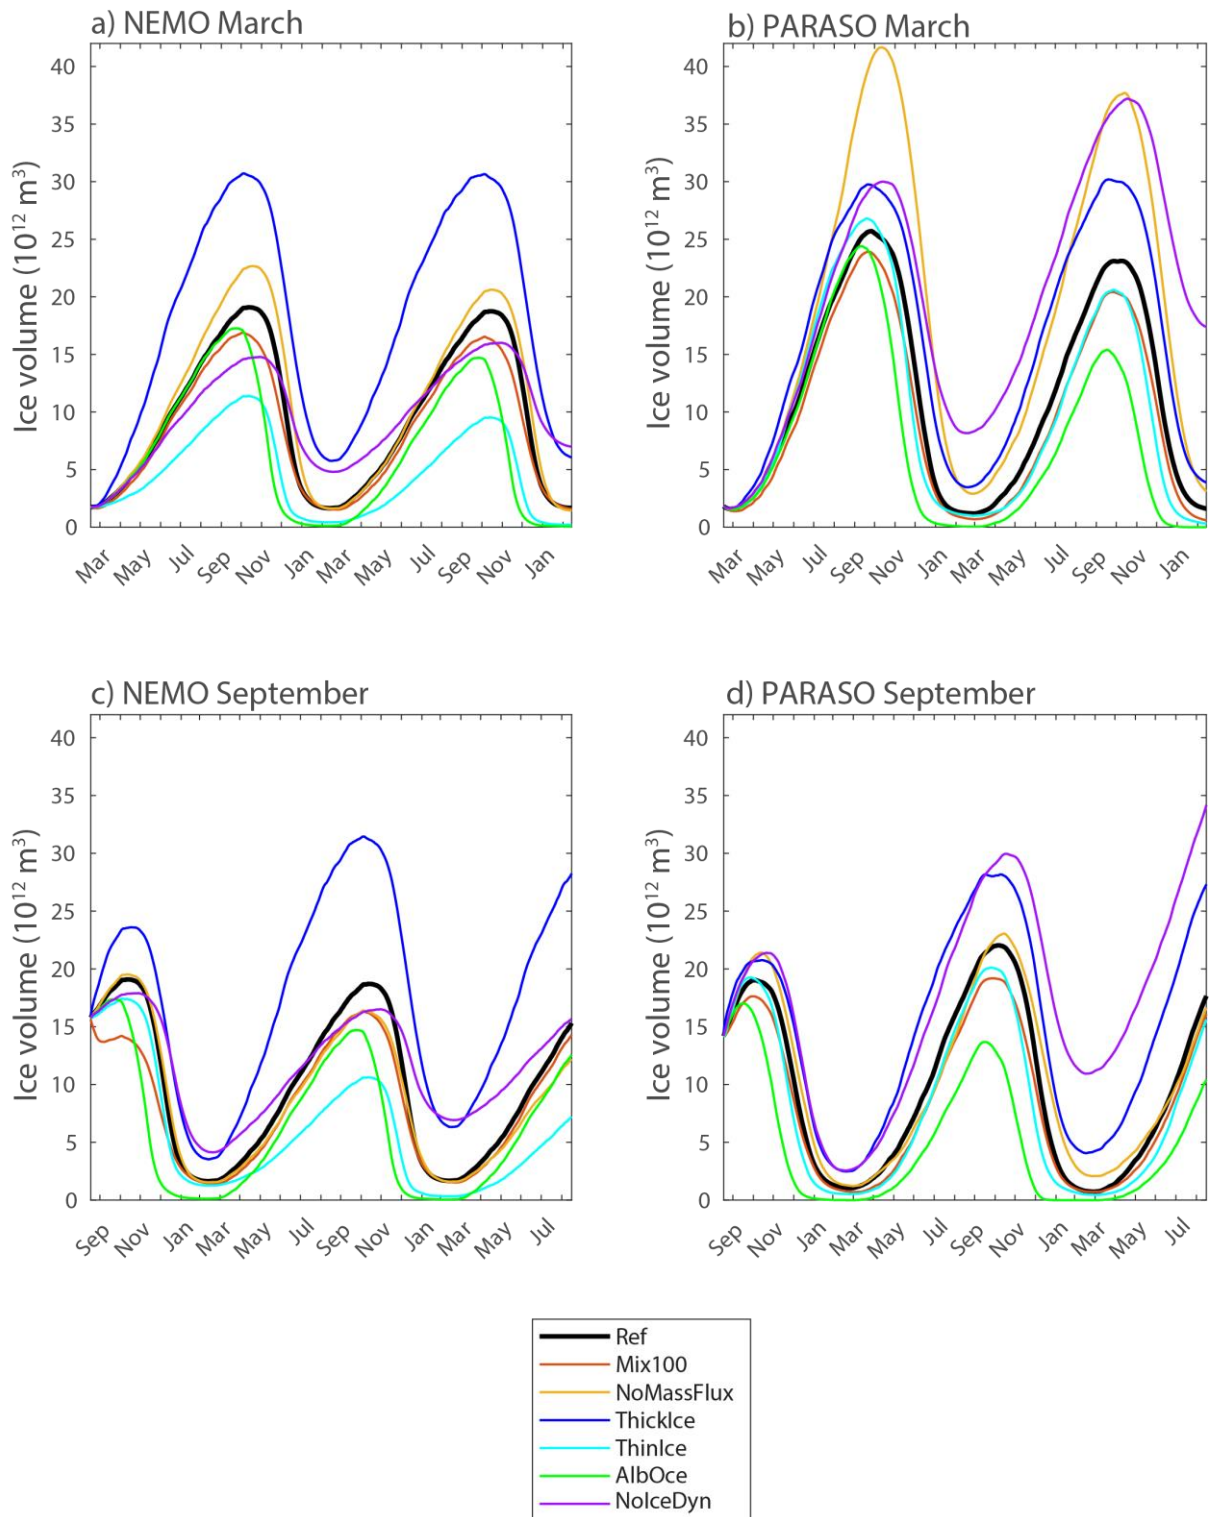 a) NEMO March
40
35
30
25
20
15
10
5
0
Ice volume (10¹² m³)
Mar May Jul Sep Nov Jan Mar May Jul Sep Nov Jan
b) PARASO March
40
35
30
25
20
15
10
5
0
Ice volume (10¹² m³)
Mar May Jul Sep Nov Jan Mar May Jul Sep Nov Jan
c) NEMO September
40
35
30
25
20
15
10
5
0
Ice volume (10¹² m³)
Sep Nov Jan Mar May Jul Sep Nov Jan Mar May Jul
d) PARASO September
40
35
30
25
20
15
10
5
0
Ice volume (10¹² m³)
Sep Nov Jan Mar May Jul Sep Nov Jan Mar May Jul
Ref
Mix100
NoMassFlux
ThickIce
ThinIce
AlbOce
NoIceDyn